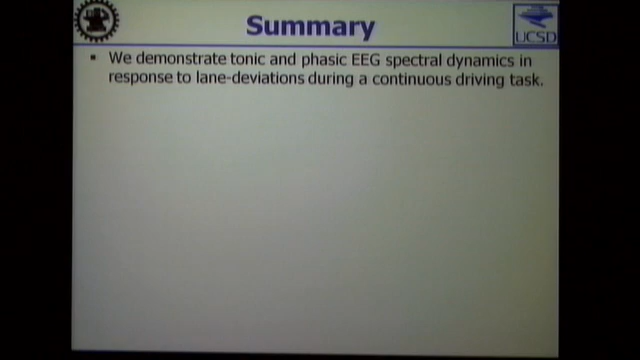 Summary
UCSD
▪ We demonstrate tonic and phasic EEG spectral dynamics in
response to lane-deviations during a continuous driving task.